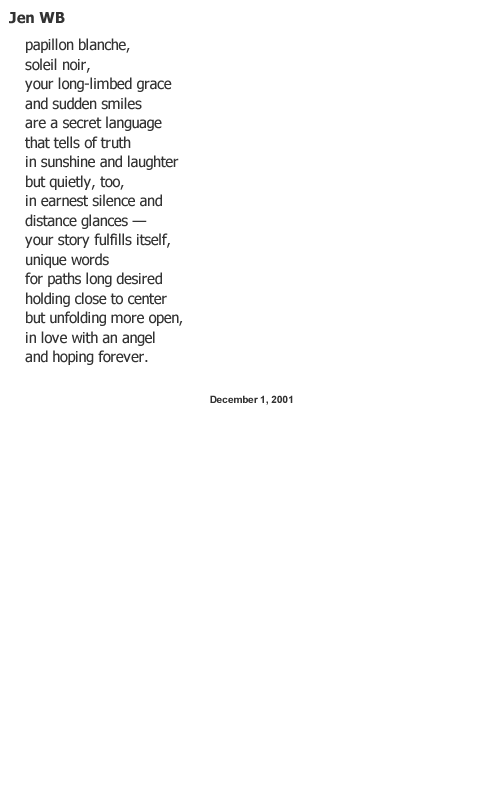 Jen WB
papillon blanche,
soleil noir,
your long-limbed grace
and sudden smiles
are a secret language
that tells of truth
in sunshine and laughter
but quietly, too,
in earnest silence and
distance glances —
your story fulfills itself,
unique words
for paths long desired
holding close to center
but unfolding more open,
in love with an angel
and hoping forever.
December 1, 2001